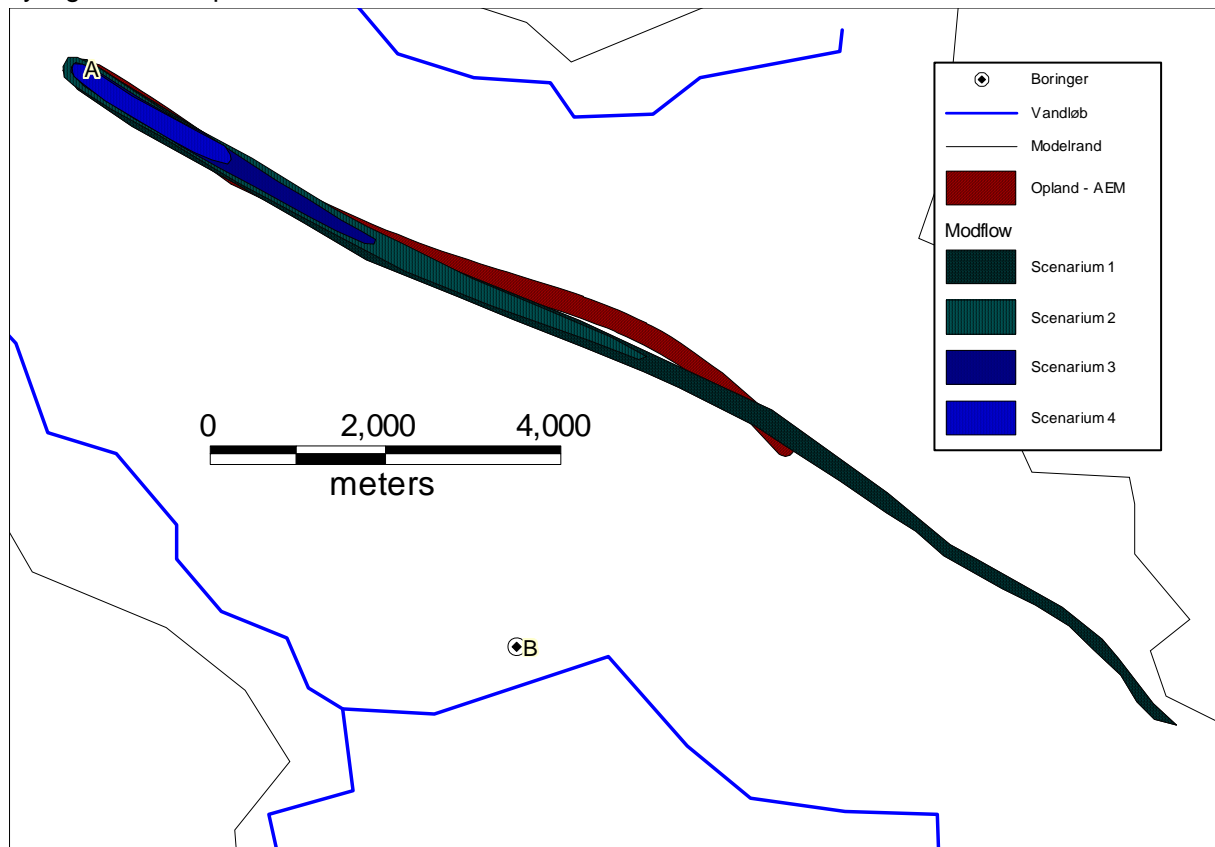 A
Boringer
Vandløb
Modelrand
Opland - AEM
Modflow
Scenarium 1
Scenarium 2
Scenarium 3
Scenarium 4
0 2,000 4,000
meters
B